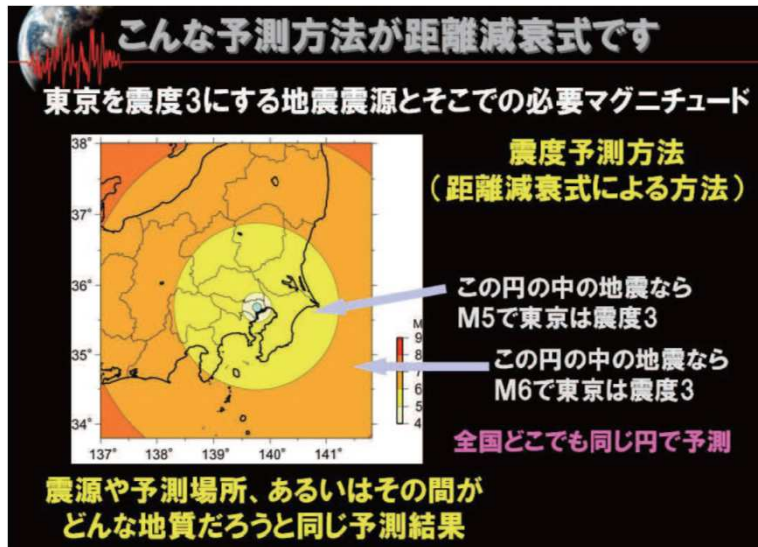 こんな予測方法が距離減衰式です
東京を震度3にする地震震源とそこでの必要マグニチュード
震度予測方法
（距離減衰式による方法）
38°
37°
36°
35°
34°
137°
138°
139°
140°
141°
M
9
8
7
6
5
4
この円の中の地震なら
M5で東京は震度3
この円の中の地震なら
M6で東京は震度3
全国どこでも同じ円で予測
震源や予測場所、あるいはその間が
どんな地質だろうと同じ予測結果